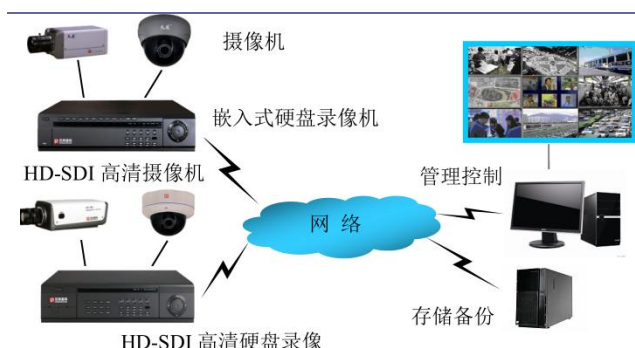 摄像机
嵌入式硬盘录像机
HD-SDI 高清摄像机
管理控制
网 络
存储备份
HD-SDI 高清硬盘录像